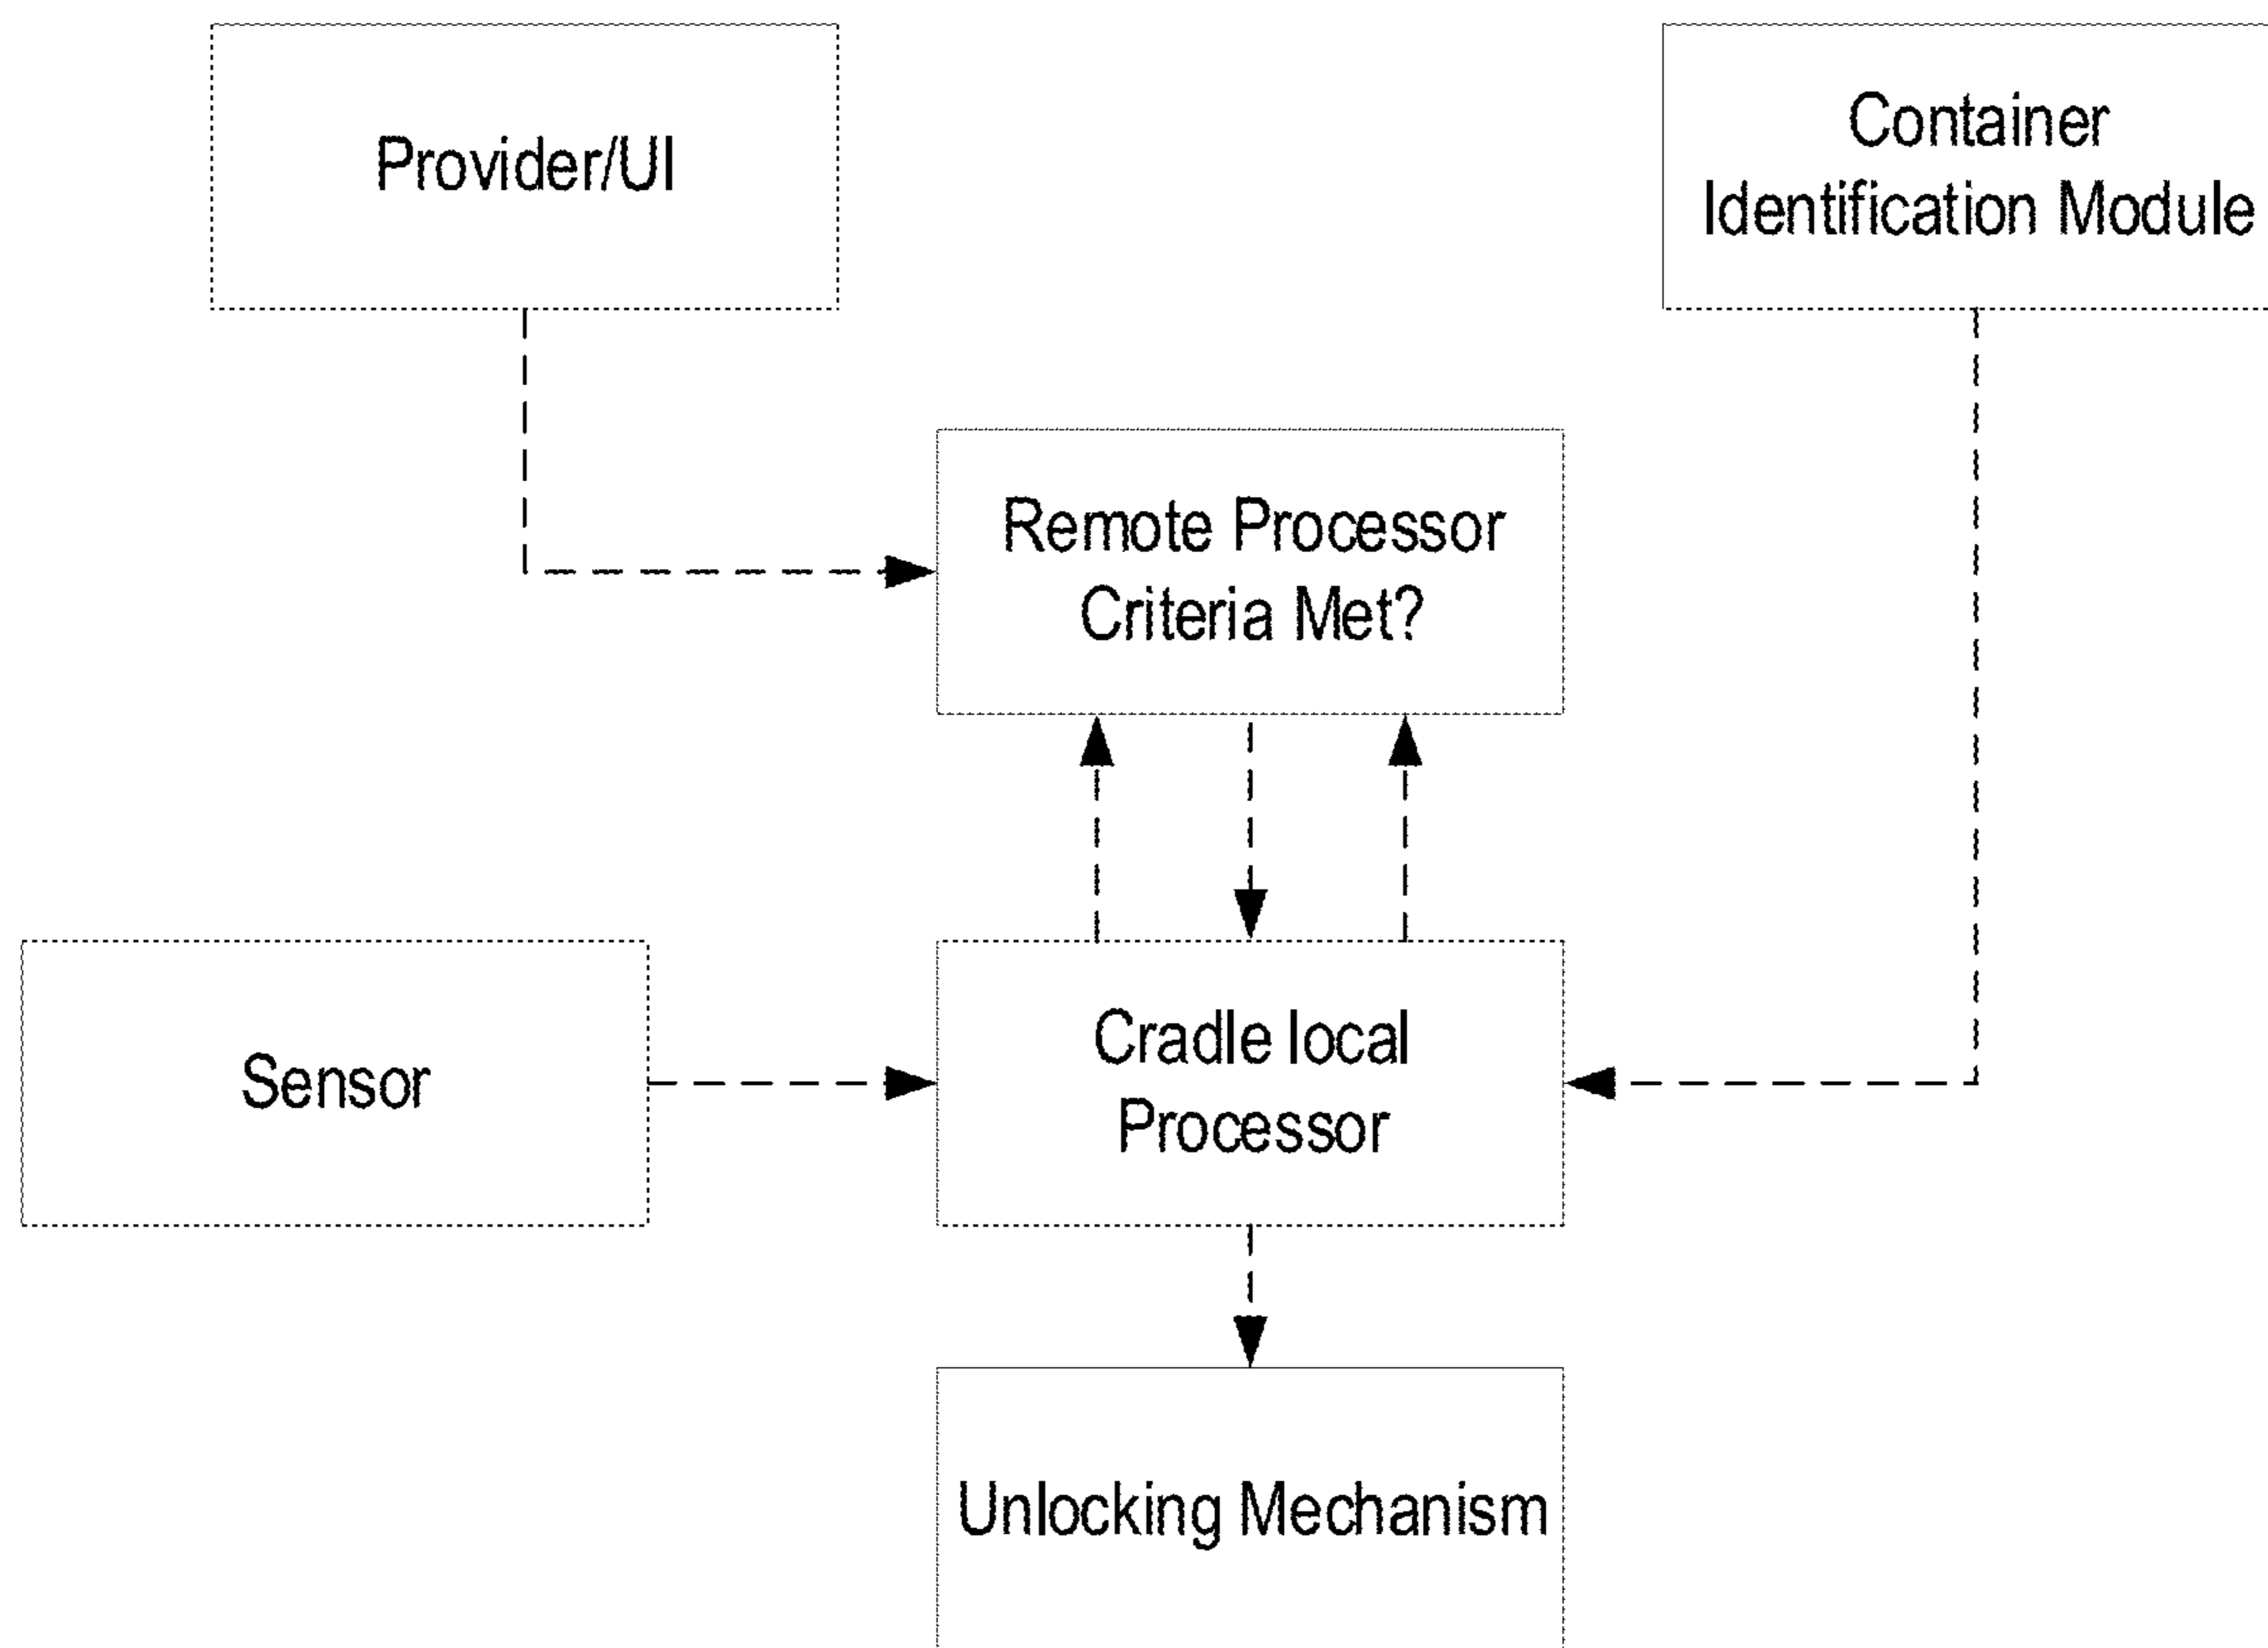 Provider/UI
Container
Identification Module
Remote Processor
Criteria Met?
Sensor
Cradle local
Processor
Unlocking Mechanism